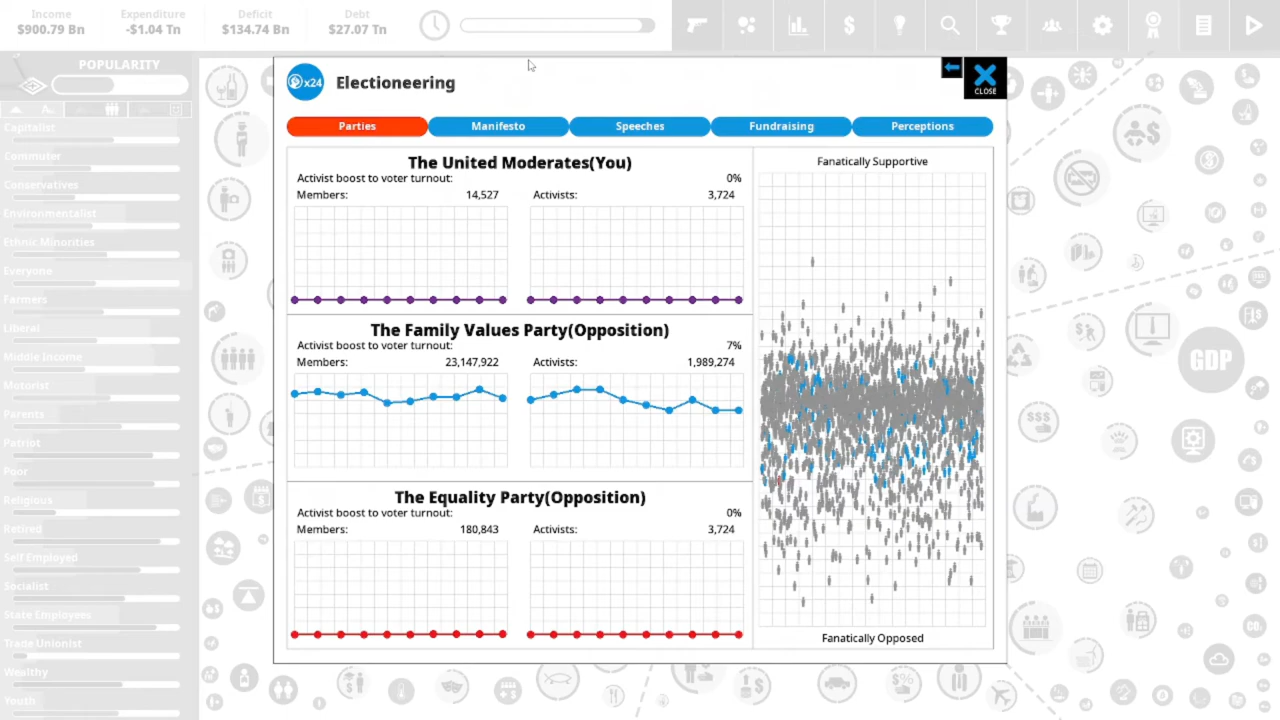 Income
Expenditure
Deficit
Debt
$900.79 Bn
-$1.04 Tn
$134.74 Bn
$27.07 Tn
POPULARITY
Capitalist
Commuter
Conservatives
Environmentalist
Ethnic Minorities
Everyone
Farmers
Liberal
Middle Income
Motorist
Parents
Patriot
Poor
Religious
Retired
Self Employed
Socialist
State Employees
Trade Unionist
Wealthy
Youth
x24
Electioneering
CLOSE
Parties
Manifesto
Speeches
Fundraising
Perceptions
The United Moderates(You)
Activist boost to voter turnout: 0%
Members: 14,527
Activists: 3,724
The Family Values Party(Opposition)
Activist boost to voter turnout: 7%
Members: 23,147,922
Activists: 1,989,274
The Equality Party(Opposition)
Activist boost to voter turnout: 0%
Members: 180,843
Activists: 3,724
Fanatically Supportive
Fanatically Opposed
GDP